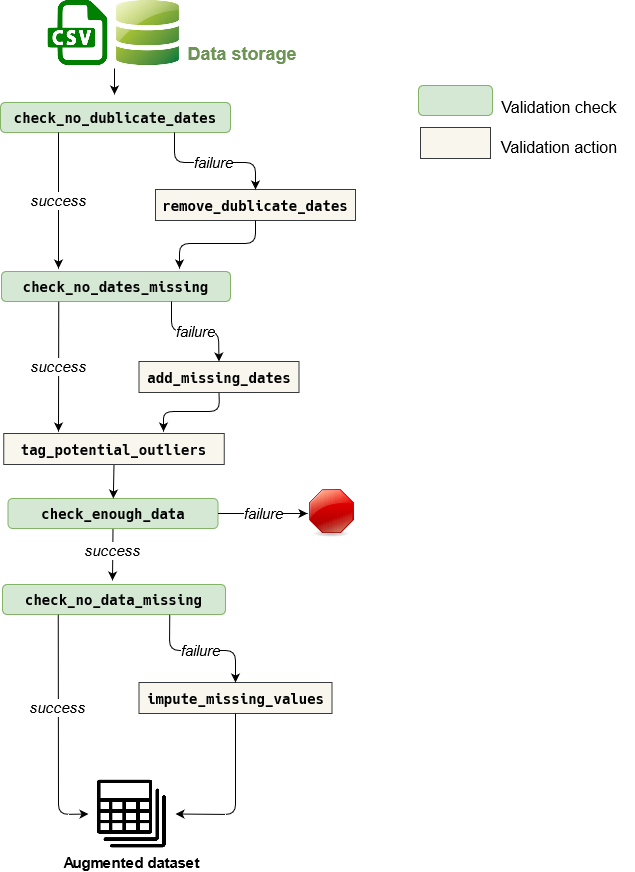 CSV
Data storage
check_no_dublicate_dates
Validation check
Validation action
failure
success
remove_dublicate_dates
check_no_dates_missing
failure
success
add_missing_dates
tag_potential_outliers
check_enough_data
failure
success
check_no_data_missing
failure
impute_missing_values
success
Augmented dataset